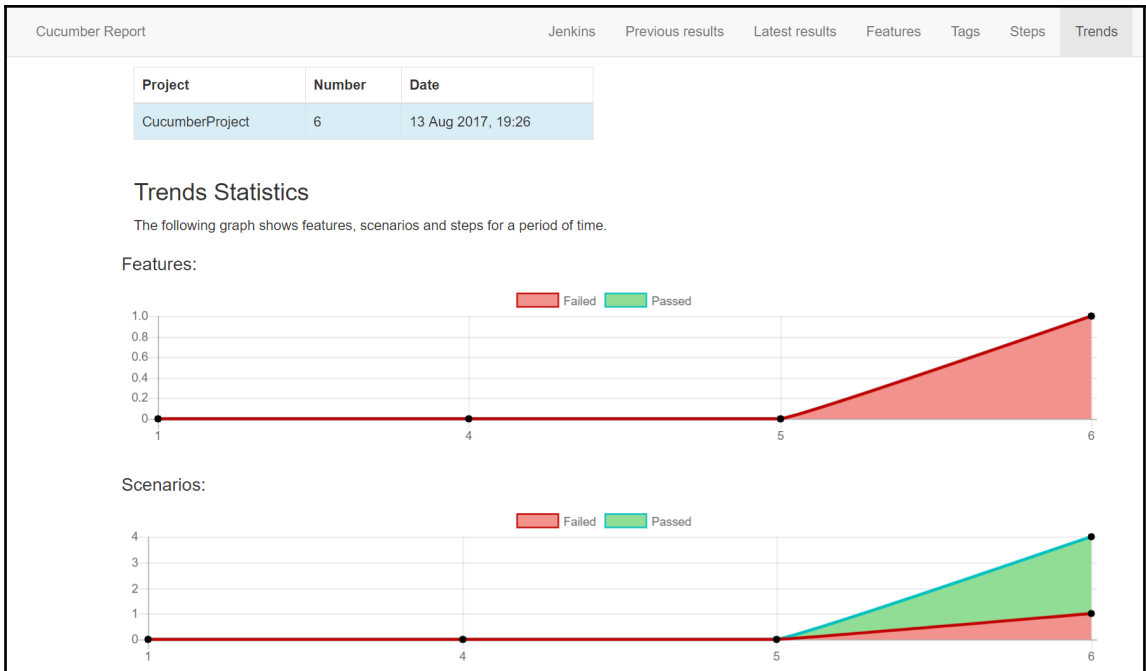 Cucumber Report Jenkins Previous results Latest results Features Tags Steps Trends
Project Number Date
CucumberProject 6 13 Aug 2017, 19:26
Trends Statistics
The following graph shows features, scenarios and steps for a period of time.
Features:
Failed Passed
1.0
0.8
0.6
0.4
0.2
0
1 4 5 6
Scenarios:
Failed Passed
4
3
2
1
0
1 4 5 6